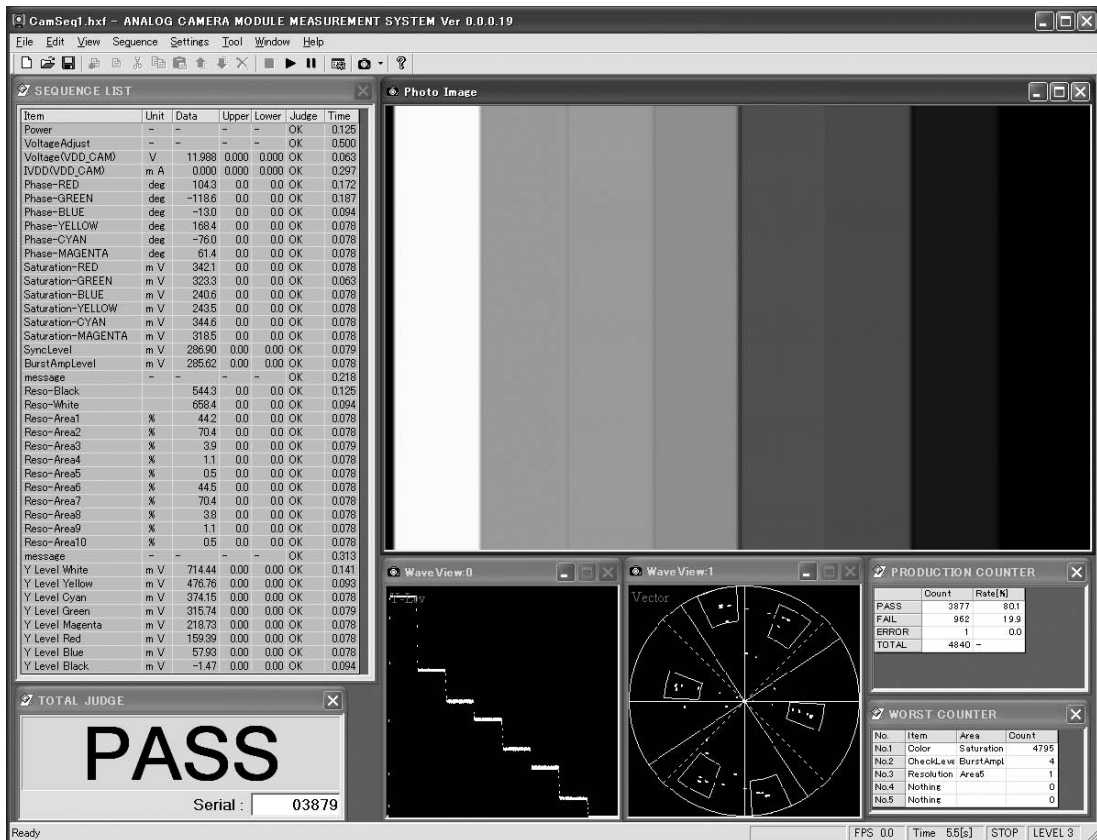 CamSeq1.hxf - ANALOG CAMERA MODULE MEASUREMENT SYSTEM Ver 0.0.0.19
File Edit View Sequence Settings Tool Window Help
SEQUENCE LIST
Item Unit Data Upper Lower Judge Time
Power - - - - OK 0.125
VoltageAdjust - - - - OK 0.500
Voltage(VDD_CAM) V 11.988 0.000 0.000 OK 0.063
IVDD(VDD_CAM) m A 0.000 0.000 0.000 OK 0.297
Phase-RED deg 104.3 0.0 0.0 OK 0.172
Phase-GREEN deg -118.6 0.0 0.0 OK 0.187
Phase-BLUE deg -13.0 0.0 0.0 OK 0.094
Phase-YELLOW deg 168.4 0.0 0.0 OK 0.078
Phase-CYAN deg -76.0 0.0 0.0 OK 0.078
Phase-MAGENTA deg 61.4 0.0 0.0 OK 0.078
Saturation-RED m V 342.1 0.0 0.0 OK 0.078
Saturation-GREEN m V 323.3 0.0 0.0 OK 0.063
Saturation-BLUE m V 240.6 0.0 0.0 OK 0.078
Saturation-YELLOW m V 243.5 0.0 0.0 OK 0.078
Saturation-CYAN m V 344.6 0.0 0.0 OK 0.078
Saturation-MAGENTA m V 318.5 0.0 0.0 OK 0.078
SyncLevel m V 286.90 0.00 0.00 OK 0.079
BurstAmpLevel m V 285.62 0.00 0.00 OK 0.078
message - - - - OK 0.218
Reso-Black 544.3 0.0 0.0 OK 0.125
Reso-White 658.4 0.0 0.0 OK 0.094
Reso-Area1 % 44.2 0.0 0.0 OK 0.078
Reso-Area2 % 70.4 0.0 0.0 OK 0.078
Reso-Area3 % 3.9 0.0 0.0 OK 0.079
Reso-Area4 % 1.1 0.0 0.0 OK 0.078
Reso-Area5 % 0.5 0.0 0.0 OK 0.078
Reso-Area6 % 44.5 0.0 0.0 OK 0.078
Reso-Area7 % 70.4 0.0 0.0 OK 0.078
Reso-Area8 % 3.8 0.0 0.0 OK 0.078
Reso-Area9 % 1.1 0.0 0.0 OK 0.078
Reso-Area10 % 0.5 0.0 0.0 OK 0.078
message - - - - OK 0.313
Y Level White m V 714.44 0.00 0.00 OK 0.141
Y Level Yellow m V 476.76 0.00 0.00 OK 0.093
Y Level Cyan m V 374.15 0.00 0.00 OK 0.078
Y Level Green m V 315.74 0.00 0.00 OK 0.079
Y Level Magenta m V 218.73 0.00 0.00 OK 0.078
Y Level Red m V 159.39 0.00 0.00 OK 0.078
Y Level Blue m V 57.93 0.00 0.00 OK 0.078
Y Level Black m V -1.47 0.00 0.00 OK 0.094
TOTAL JUDGE
PASS
Serial : 03879
Photo Image
WaveView:0
Y-Lev
WaveView:1
Vector
PRODUCTION COUNTER
Count Rate[%]
PASS 3877 80.1
FAIL 962 19.9
ERROR 1 0.0
TOTAL 4840 -
WORST COUNTER
No. Item Area Count
No.1 Color Saturation 4795
No.2 CheckLeve BurstAmpl 4
No.3 Resolution Area5 1
No.4 Nothing 0
No.5 Nothing 0
Ready
FPS 0.0 Time 5.5[s] STOP LEVEL 3